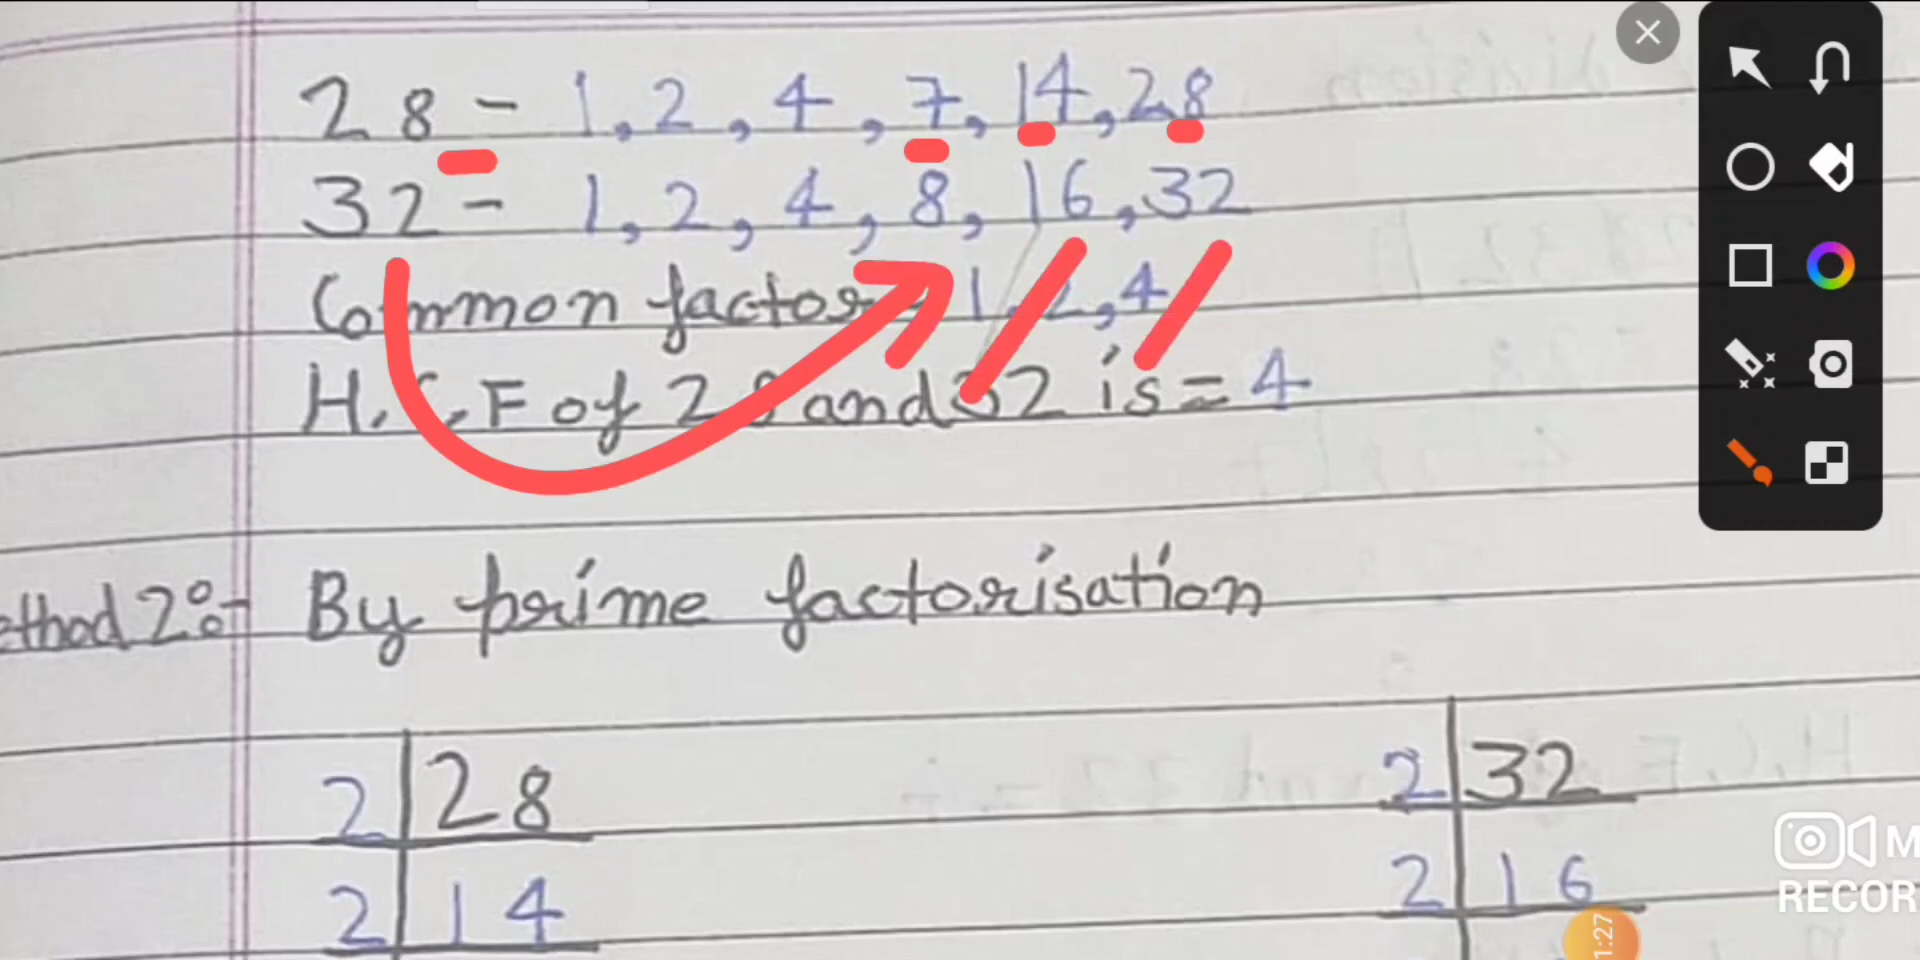 28 - 1, 2, 4, 7, 14, 28
32 - 1, 2, 4, 8, 16, 32
Common factor - 1, 2, 4
H.C.F of 28 and 32 is = 4
ethod 2:- By prime factorisation
2 | 28
2 | 14
2 | 32
2 | 16
M
RECOR
1:27